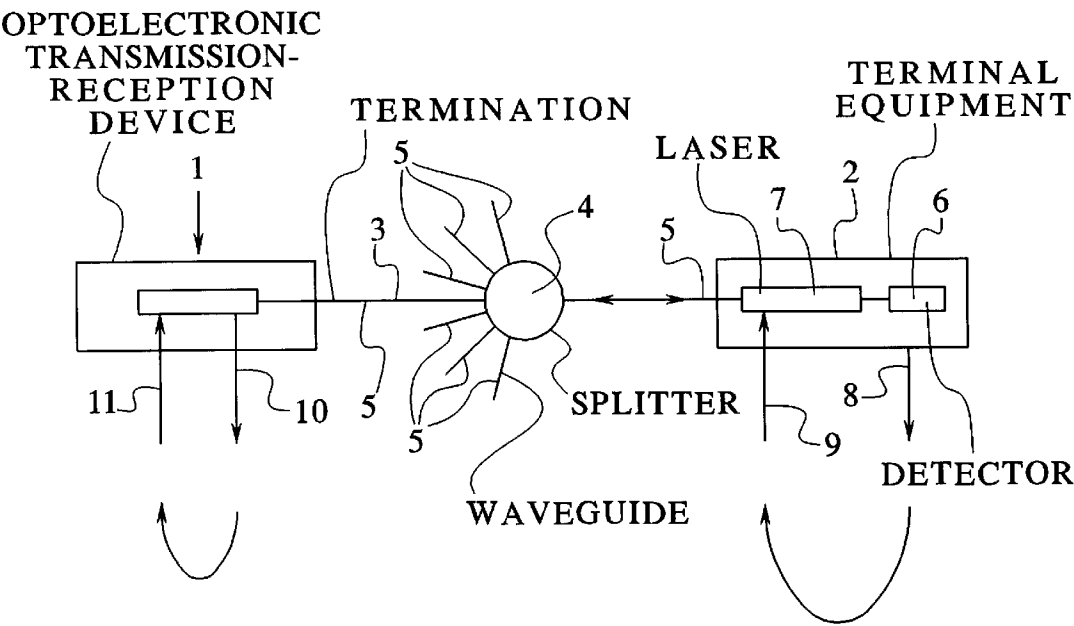 OPTOELECTRONIC
TRANSMISSION-
RECEPTION
DEVICE
TERMINATION
TERMINAL
EQUIPMENT
LASER
1
5
5
4
2
7
6
3
5
11
10
5
5
SPLITTER
8
9
DETECTOR
WAVEGUIDE